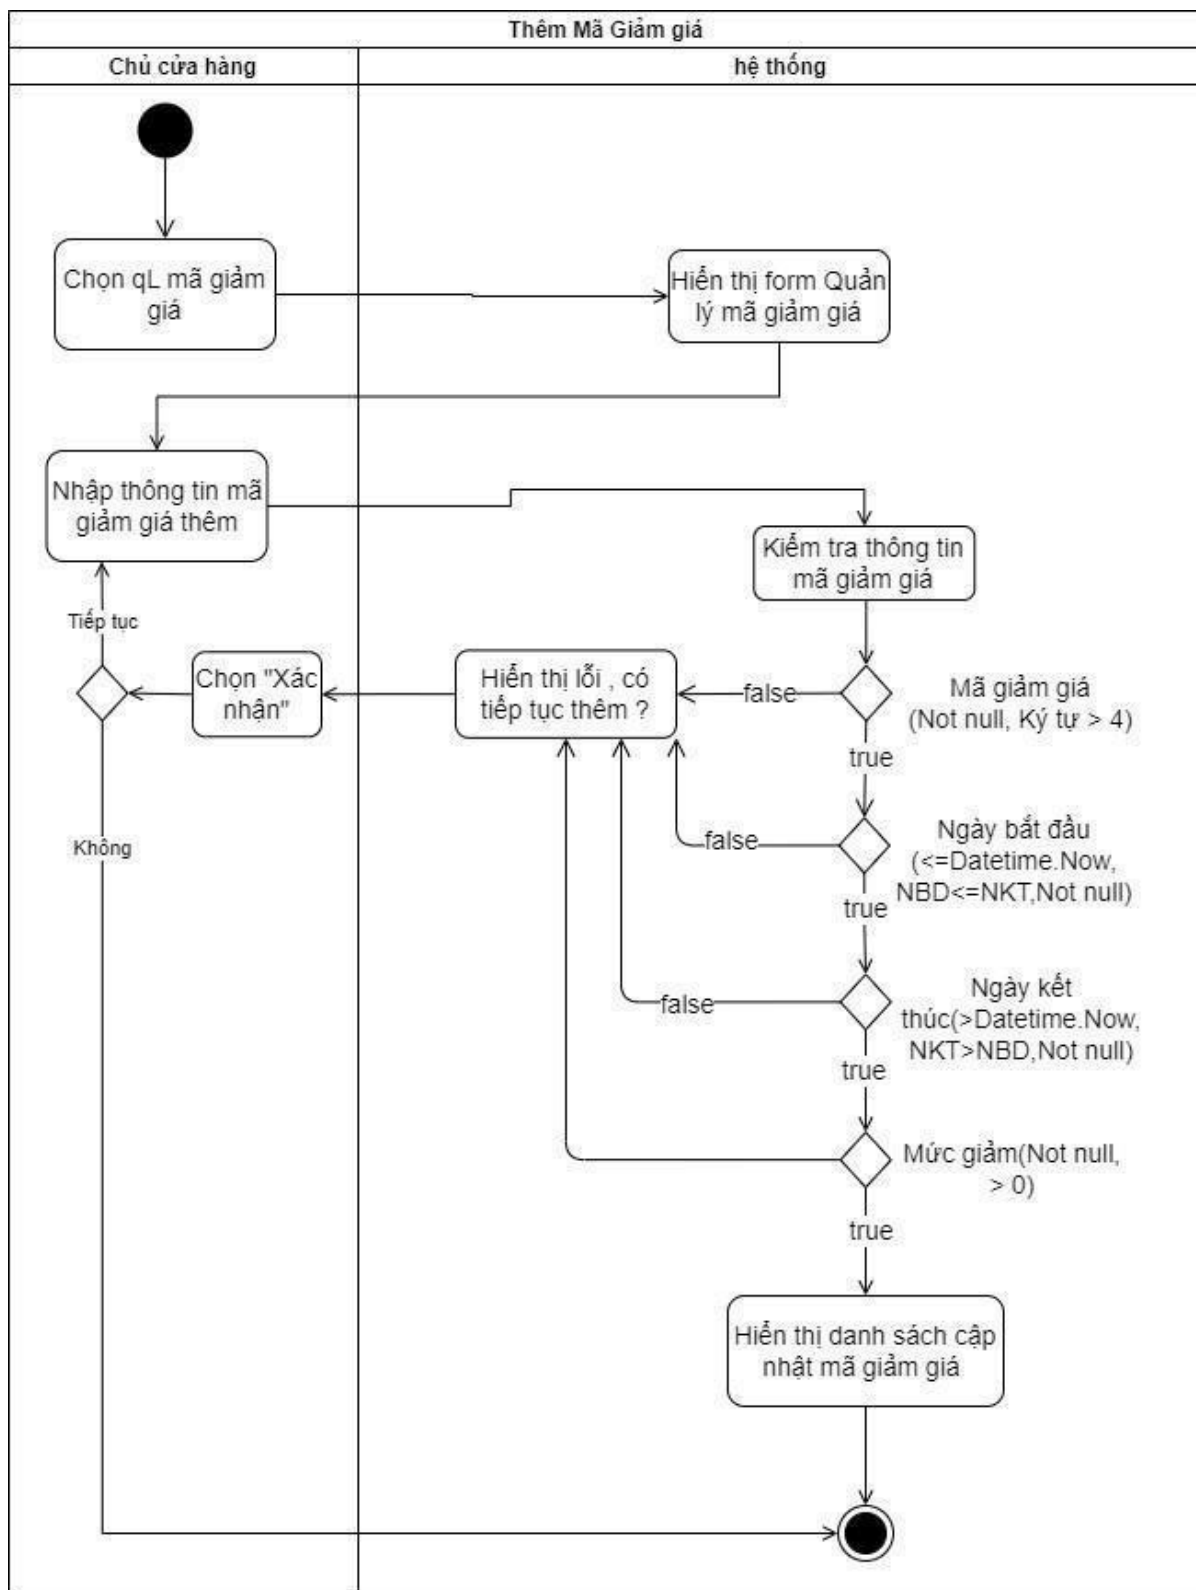 Thêm Mã Giảm giá
Chủ cửa hàng
hệ thống
Chọn qL mã giảm
giá
Hiển thị form Quản
lý mã giảm giá
Nhập thông tin mã
giảm giá thêm
Kiểm tra thông tin
mã giảm giá
Tiếp tục
Chọn "Xác
nhận"
Hiển thị lỗi , có
tiếp tục thêm ?
false
Mã giảm giá
(Not null, Ký tự > 4)
true
Không
false
Ngày bắt đầu
(<=Datetime.Now,
NBD<=NKT,Not null)
true
false
Ngày kết
thúc(>Datetime.Now,
NKT>NBD,Not null)
true
Mức giảm(Not null,
> 0)
true
Hiển thị danh sách cập
nhật mã giảm giá